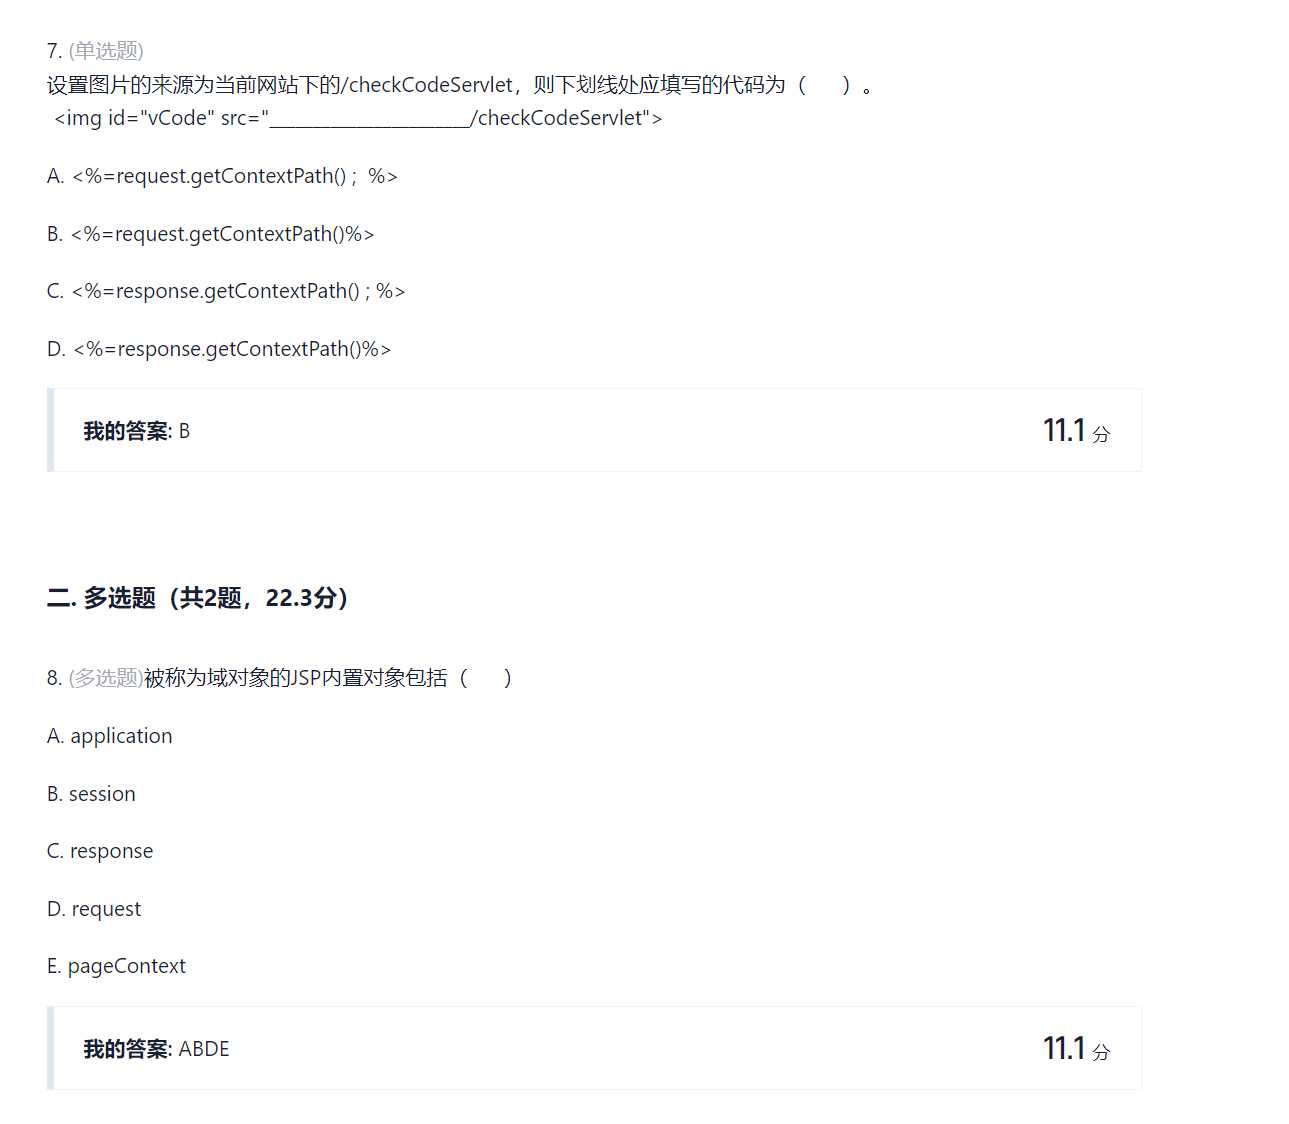 7. (单选题)
设置图片的来源为当前网站下的/checkCodeServlet，则下划线处应填写的代码为（      ）。
<img id="vCode" src="____________________/checkCodeServlet">
A. <%=request.getContextPath() ;  %>
B. <%=request.getContextPath()%>
C. <%=response.getContextPath() ; %>
D. <%=response.getContextPath()%>
我的答案: B 11.1 分
二. 多选题（共2题，22.3分）
8. (多选题)被称为域对象的JSP内置对象包括（      ）
A. application
B. session
C. response
D. request
E. pageContext
我的答案: ABDE 11.1 分